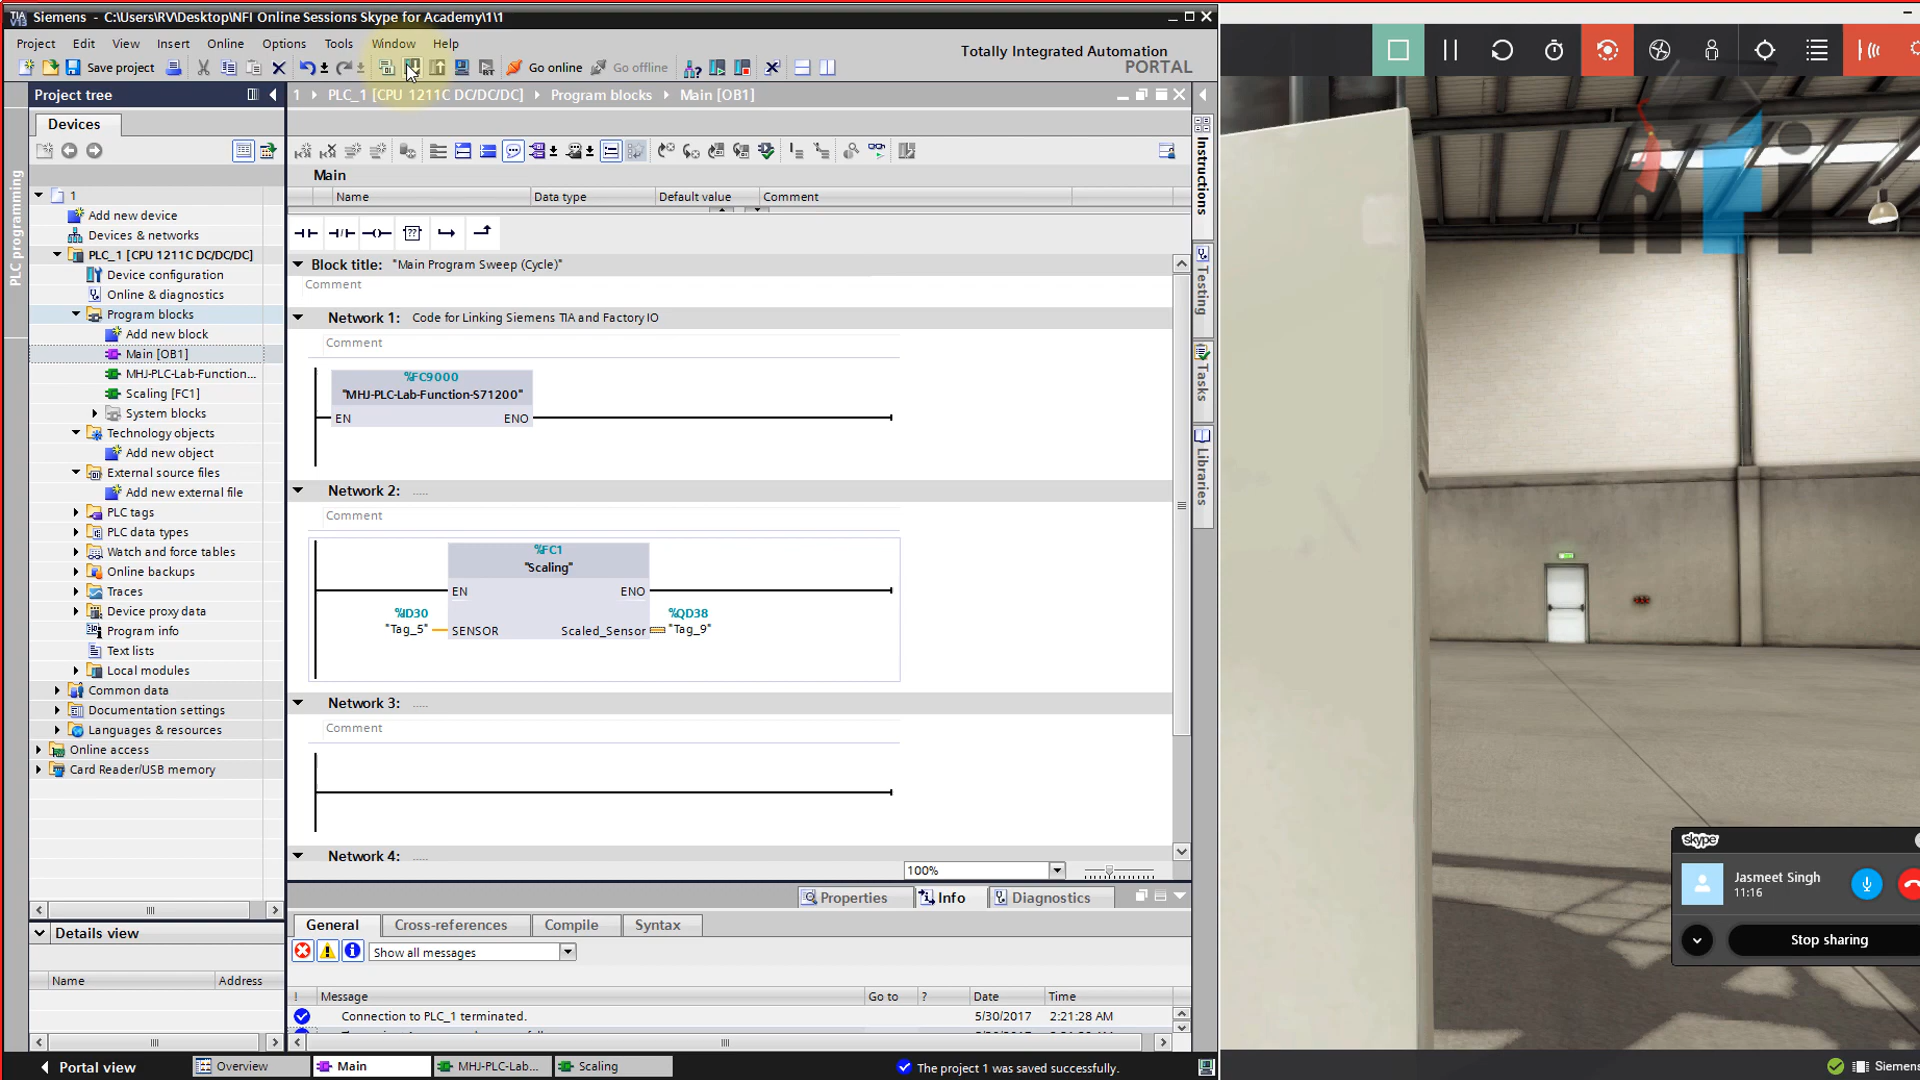 TIA
V13
Siemens - C:\Users\RV\Desktop\NFI Online Sessions Skype for Academy\1\1
Project Edit View Insert Online Options Tools Window Help
Totally Integrated Automation
PORTAL
Save project
Go online
Go offline
Project tree
1 PLC_1 [CPU 1211C DC/DC/DC] Program blocks Main [OB1]
Devices
PLC programming
1
Add new device
Devices & networks
PLC_1 [CPU 1211C DC/DC/DC]
Device configuration
Online & diagnostics
Program blocks
Add new block
Main [OB1]
MHJ-PLC-Lab-Function...
Scaling [FC1]
System blocks
Technology objects
Add new object
External source files
Add new external file
PLC tags
PLC data types
Watch and force tables
Online backups
Traces
Device proxy data
Program info
Text lists
Local modules
Common data
Documentation settings
Languages & resources
Online access
Card Reader/USB memory
Details view
Name Address
Main
Name Data type Default value Comment
??
Block title: "Main Program Sweep (Cycle)"
Comment
Network 1: Code for Linking Siemens TIA and Factory IO
Comment
%FC9000
"MHJ-PLC-Lab-Function-S71200"
EN ENO
Network 2: .....
Comment
%FC1
"Scaling"
EN ENO
%ID30
"Tag_5"
SENSOR Scaled_Sensor
%QD38
"Tag_9"
Network 3: .....
Comment
Network 4: .....
100%
Instructions
Testing
Tasks
Libraries
Properties Info Diagnostics
General Cross-references Compile Syntax
Show all messages
! Message Go to ? Date Time
Connection to PLC_1 terminated. 5/30/2017 2:21:28 AM
Portal view
Overview
Main
MHJ-PLC-Lab...
Scaling
The project 1 was saved successfully.
nfi
skype
Jasmeet Singh
11:16
Stop sharing
Siemens